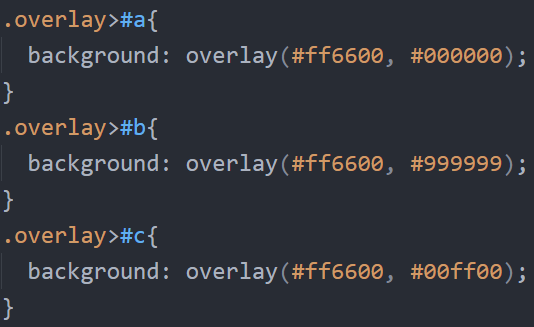 .overlay>#a{
  background: overlay(#ff6600, #000000);
}
.overlay>#b{
  background: overlay(#ff6600, #999999);
}
.overlay>#c{
  background: overlay(#ff6600, #00ff00);
}